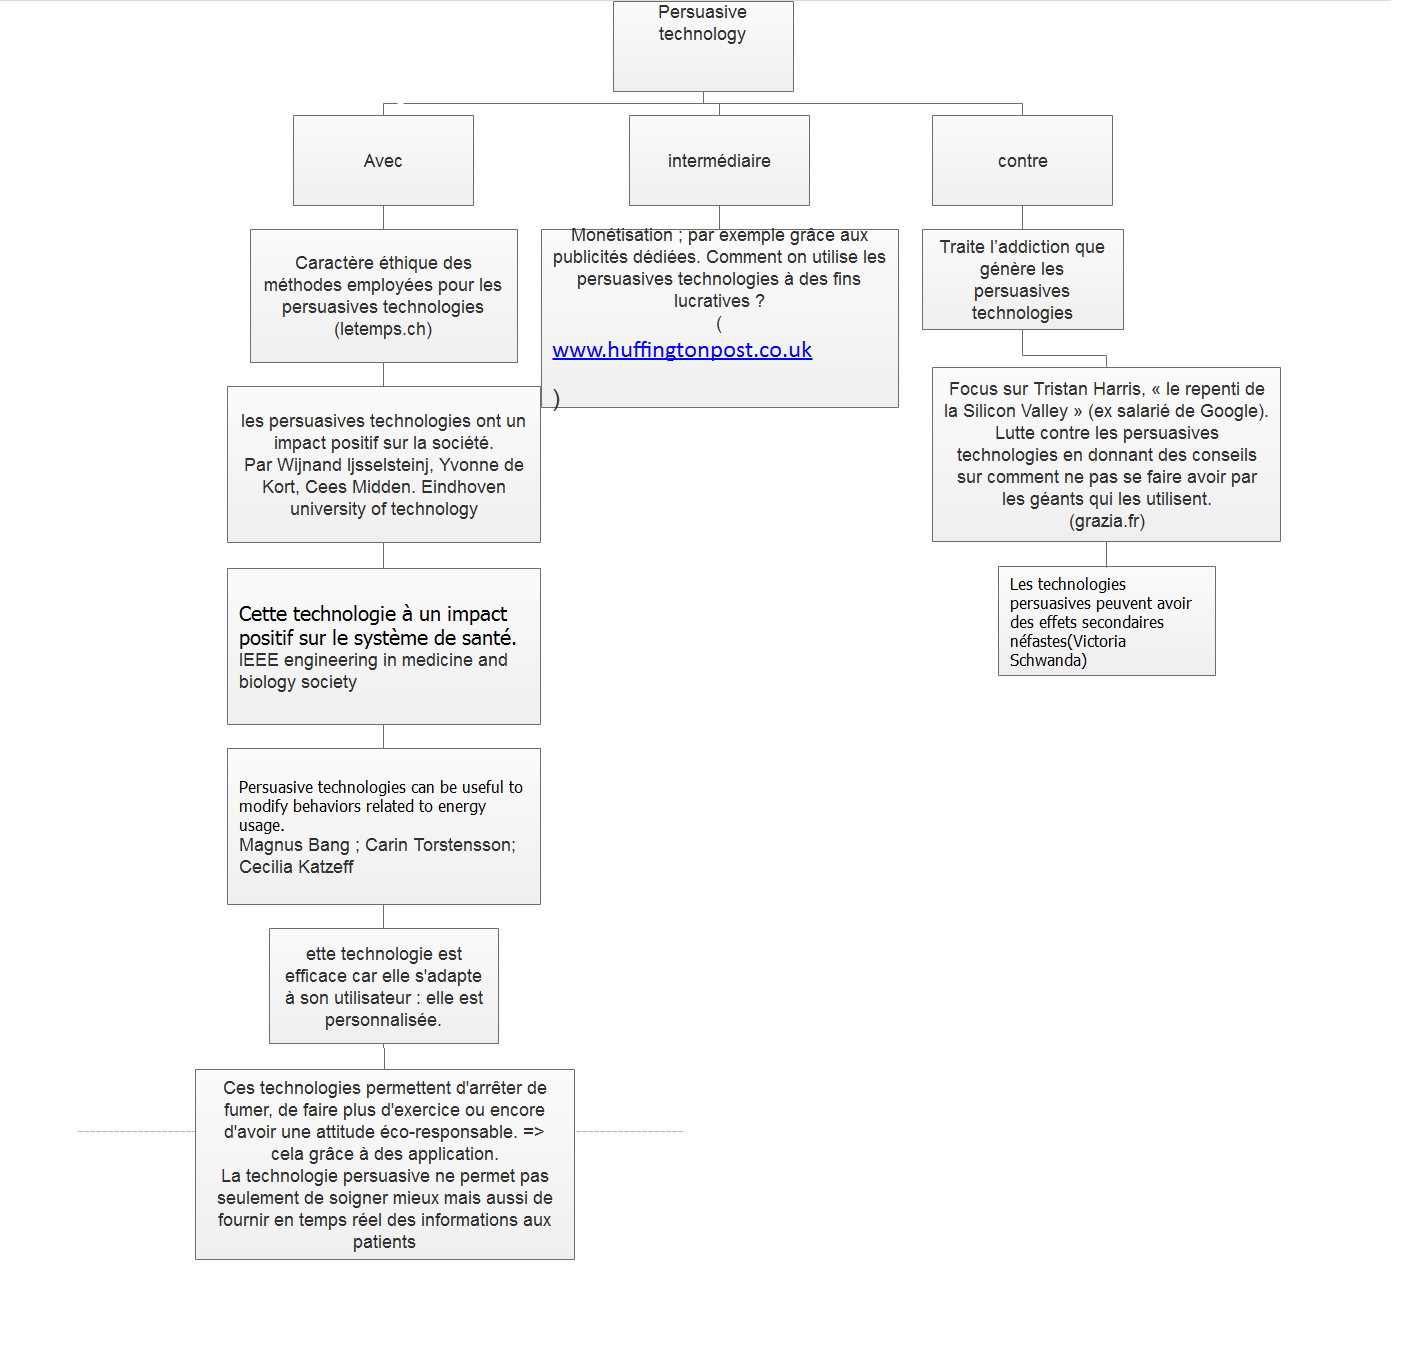 Persuasive
technology
Avec
intermédiaire
contre
Caractère éthique des
méthodes employées pour les
persuasives technologies
(letemps.ch)
les persuasives technologies ont un
impact positif sur la société.
Par Wijnand Ijsselsteinj, Yvonne de
Kort, Cees Midden. Eindhoven
university of technology
Cette technologie à un impact
positif sur le système de santé.
IEEE engineering in medicine and
biology society
Persuasive technologies can be useful to
modify behaviors related to energy
usage.
Magnus Bang ; Carin Torstensson;
Cecilia Katzeff
ette technologie est
efficace car elle s'adapte
à son utilisateur : elle est
personnalisée.
Ces technologies permettent d'arrêter de
fumer, de faire plus d'exercice ou encore
d'avoir une attitude éco-responsable. =>
cela grâce à des application.
La technologie persuasive ne permet pas
seulement de soigner mieux mais aussi de
fournir en temps réel des informations aux
patients
Monétisation ; par exemple grâce aux
publicités dédiées. Comment on utilise les
persuasives technologies à des fins
lucratives ?
(
www.huffingtonpost.co.uk
)
Traite l’addiction que
génère les
persuasives
technologies
Focus sur Tristan Harris, « le repenti de
la Silicon Valley » (ex salarié de Google).
Lutte contre les persuasives
technologies en donnant des conseils
sur comment ne pas se faire avoir par
les géants qui les utilisent.
(grazia.fr)
Les technologies
persuasives peuvent avoir
des effets secondaires
néfastes(Victoria
Schwanda)